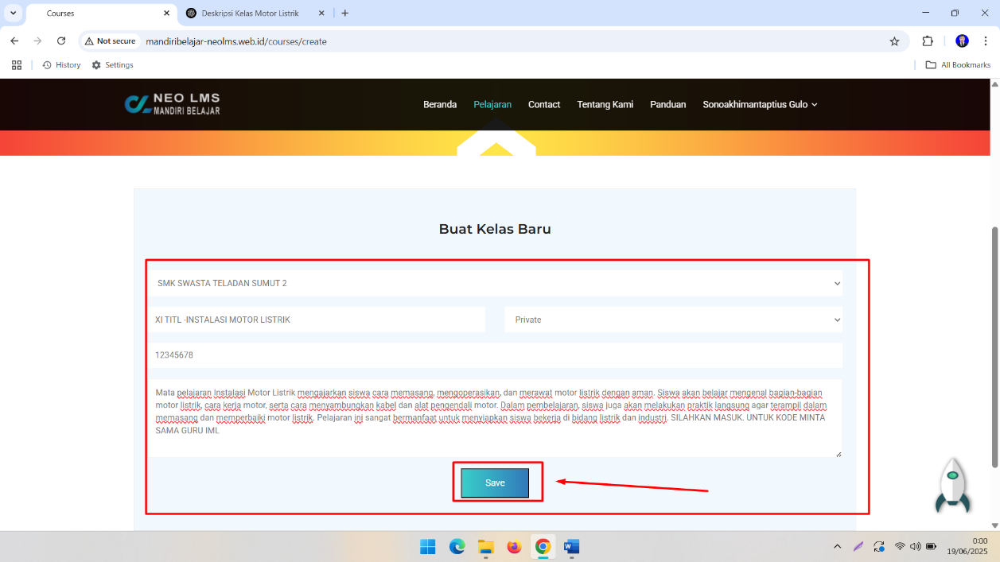 Courses
Deskripsi Kelas Motor Listrik
Not secure
mandiribelajar-neolms.web.id/courses/create
History
Settings
All Bookmarks
NEO LMS
MANDIRI BELAJAR
Beranda
Pelajaran
Contact
Tentang Kami
Panduan
Sonoakhimantaptius Gulo
Buat Kelas Baru
SMK SWASTA TELADAN SUMUT 2
XI TITL -INSTALASI MOTOR LISTRIK
Private
12345678
Mata pelajaran Instalasi Motor Listrik mengajarkan siswa cara memasang, mengoperasikan, dan merawat motor listrik dengan aman. Siswa akan belajar mengenal bagian-bagian
motor listrik, cara kerja motor, serta cara menyambungkan kabel dan alat pengendali motor. Dalam pembelajaran, siswa juga akan melakukan praktik langsung agar terampil dalam
memasang dan memperbaiki motor listrik. Pelajaran ini sangat bermanfaat untuk menyiapkan siswa bekerja di bidang listrik dan industri. SILAHKAN MASUK. UNTUK KODE MINTA
SAMA GURU IML
Save
0:00
19/06/2025